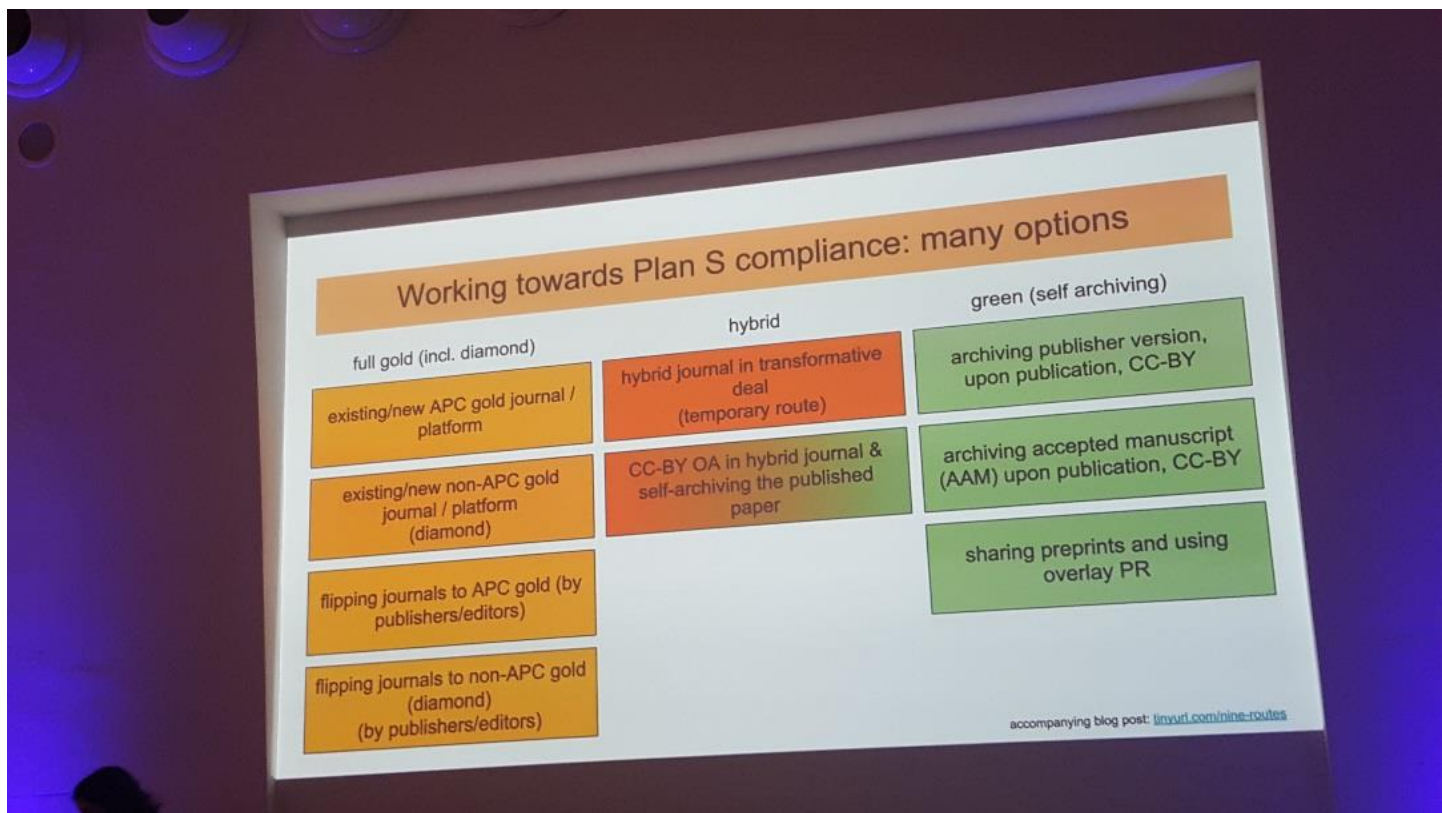 Working towards Plan S compliance: many options
full gold (incl. diamond)
existing/new APC gold journal /
platform
existing/new non-APC gold
journal / platform
(diamond)
flipping journals to APC gold (by
publishers/editors)
flipping journals to non-APC gold
(diamond)
(by publishers/editors)
hybrid
hybrid journal in transformative
deal
(temporary route)
CC-BY OA in hybrid journal &
self-archiving the published
paper
green (self archiving)
archiving publisher version,
upon publication, CC-BY
archiving accepted manuscript
(AAM) upon publication, CC-BY
sharing preprints and using
overlay PR
accompanying blog post: tinyurl.com/nine-routes